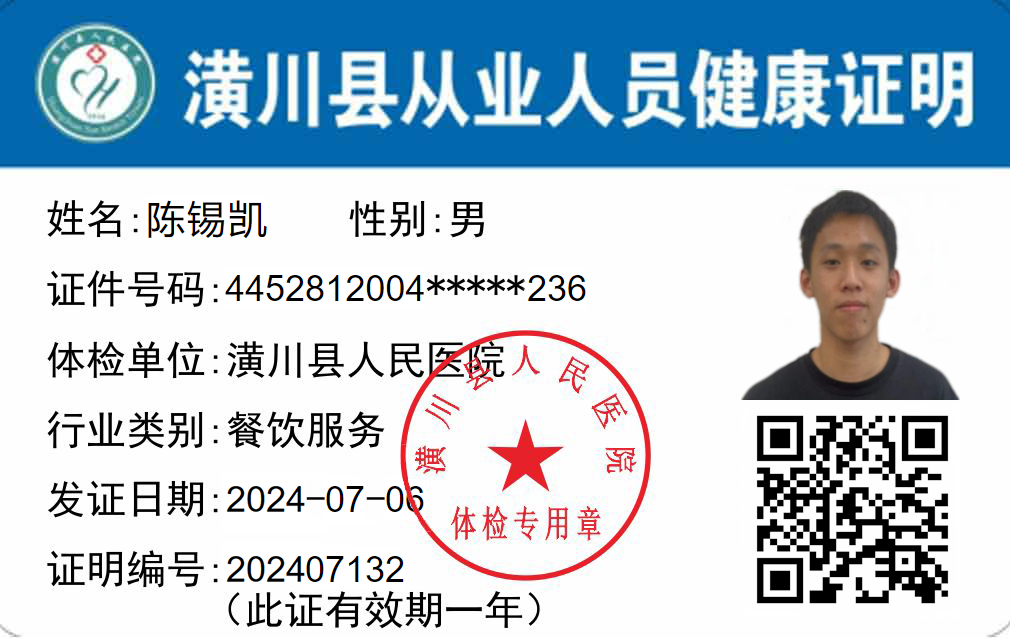 潢川县从业人员健康证明
姓名:陈锡凯 性别:男
证件号码:4452812004*****236
体检单位:潢川县人民医院
行业类别:餐饮服务
发证日期:2024-07-06
证明编号:202407132
(此证有效期一年)
潢川县人民医院
体检专用章